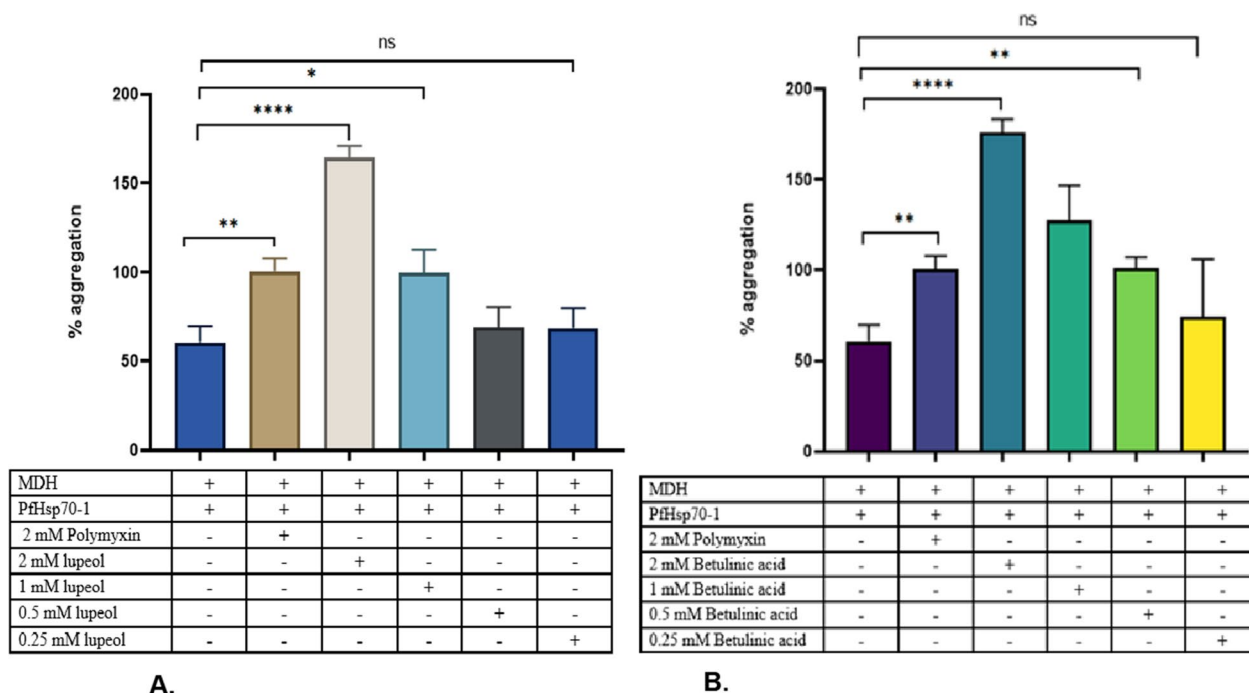 ns
*
****
**
200
150
100
50
0
% aggregation
MDH + + + + + +
PfHsp70-1 + + + + + +
2 mM Polymyxin - + - - - -
2 mM lupeol - - + - - -
1 mM lupeol - - - + - -
0.5 mM lupeol - - - - + -
0.25 mM lupeol - - - - - +
A.
ns
**
****
**
200
150
100
50
0
% aggregation
MDH + + + + + +
PfHsp70-1 + + + + + +
2 mM Polymyxin - + - - - -
2 mM Betulinic acid - - + - - -
1 mM Betulinic acid - - - + - -
0.5 mM Betulinic acid - - - - + -
0.25 mM Betulinic acid - - - - - +
B.